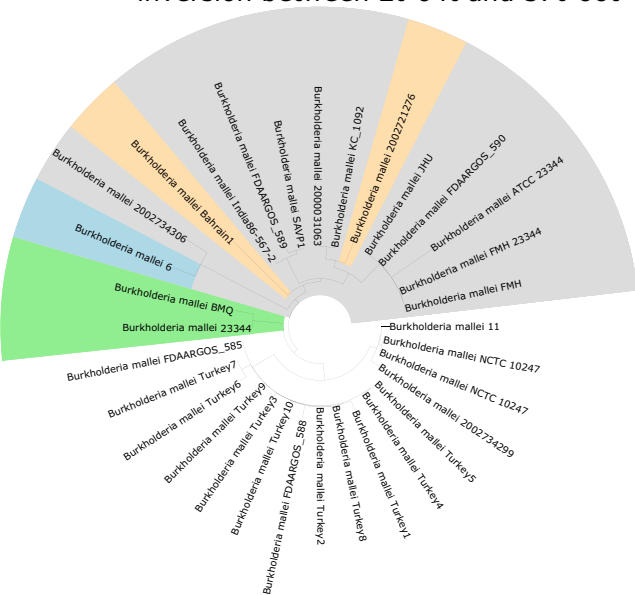 inversion between and
Burkholderia mallei 23344
Burkholderia mallei BMQ
Burkholderia mallei 6
Burkholderia mallei 2002734306
Burkholderia mallei Bahrain1
Burkholderia mallei India86-567-2
Burkholderia mallei FDAARGOS_589
Burkholderia mallei SAVP1
Burkholderia mallei 2000031063
Burkholderia mallei KC_1092
Burkholderia mallei 2002721276
Burkholderia mallei JHU
Burkholderia mallei FDAARGOS_590
Burkholderia mallei ATCC 23344
Burkholderia mallei FMH 23344
Burkholderia mallei FMH
Burkholderia mallei 11
Burkholderia mallei NCTC 10247
Burkholderia mallei NCTC 10247
Burkholderia mallei 2002734299
Burkholderia mallei Turkey5
Burkholderia mallei Turkey4
Burkholderia mallei Turkey1
Burkholderia mallei Turkey8
Burkholderia mallei Turkey2
Burkholderia mallei FDAARGOS_588
Burkholderia mallei Turkey10
Burkholderia mallei Turkey3
Burkholderia mallei Turkey9
Burkholderia mallei Turkey6
Burkholderia mallei Turkey7
Burkholderia mallei FDAARGOS_585